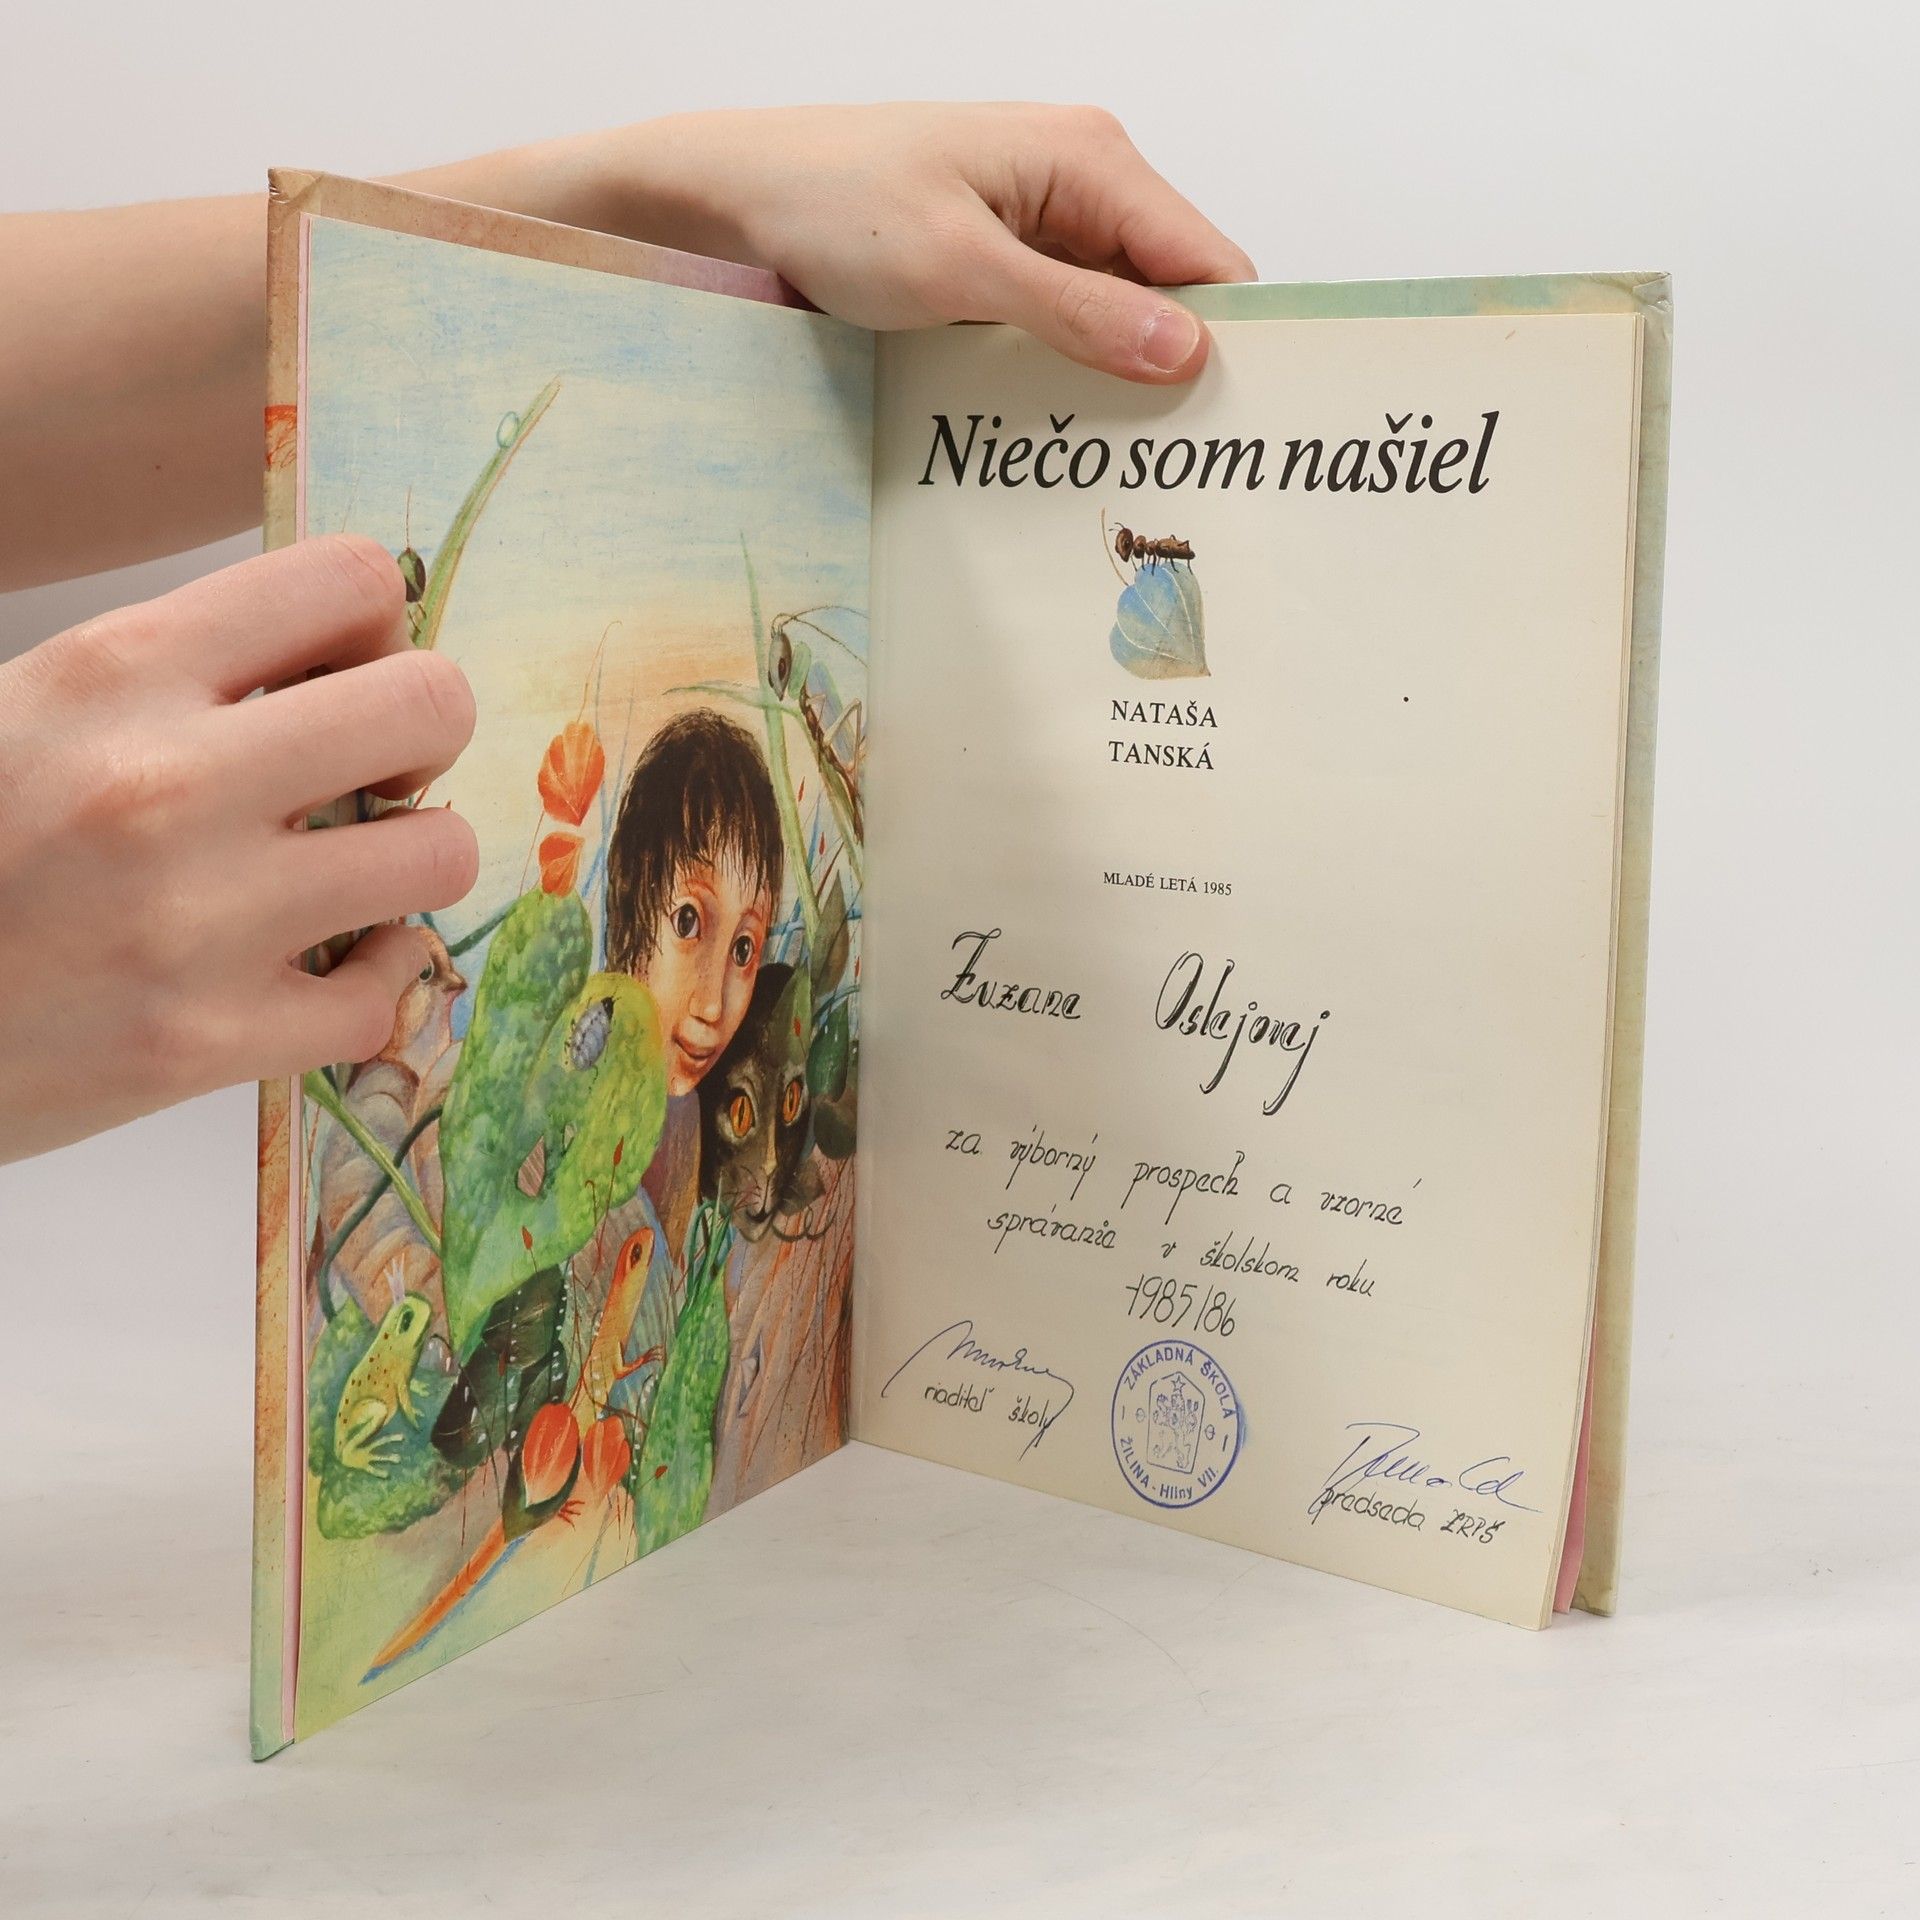 Niečo som našiel
NATAŠA
TANSKÁ
MLADÉ LETÁ 1985
Zuzane Oslejovej
za výborný prospech a vzorné
správanie v školskom roku
1985/86
riaditeľ školy
ZÁKLADNÁ ŠKOLA
ŽILINA - Hliny VII.
predseda ZRPŠ